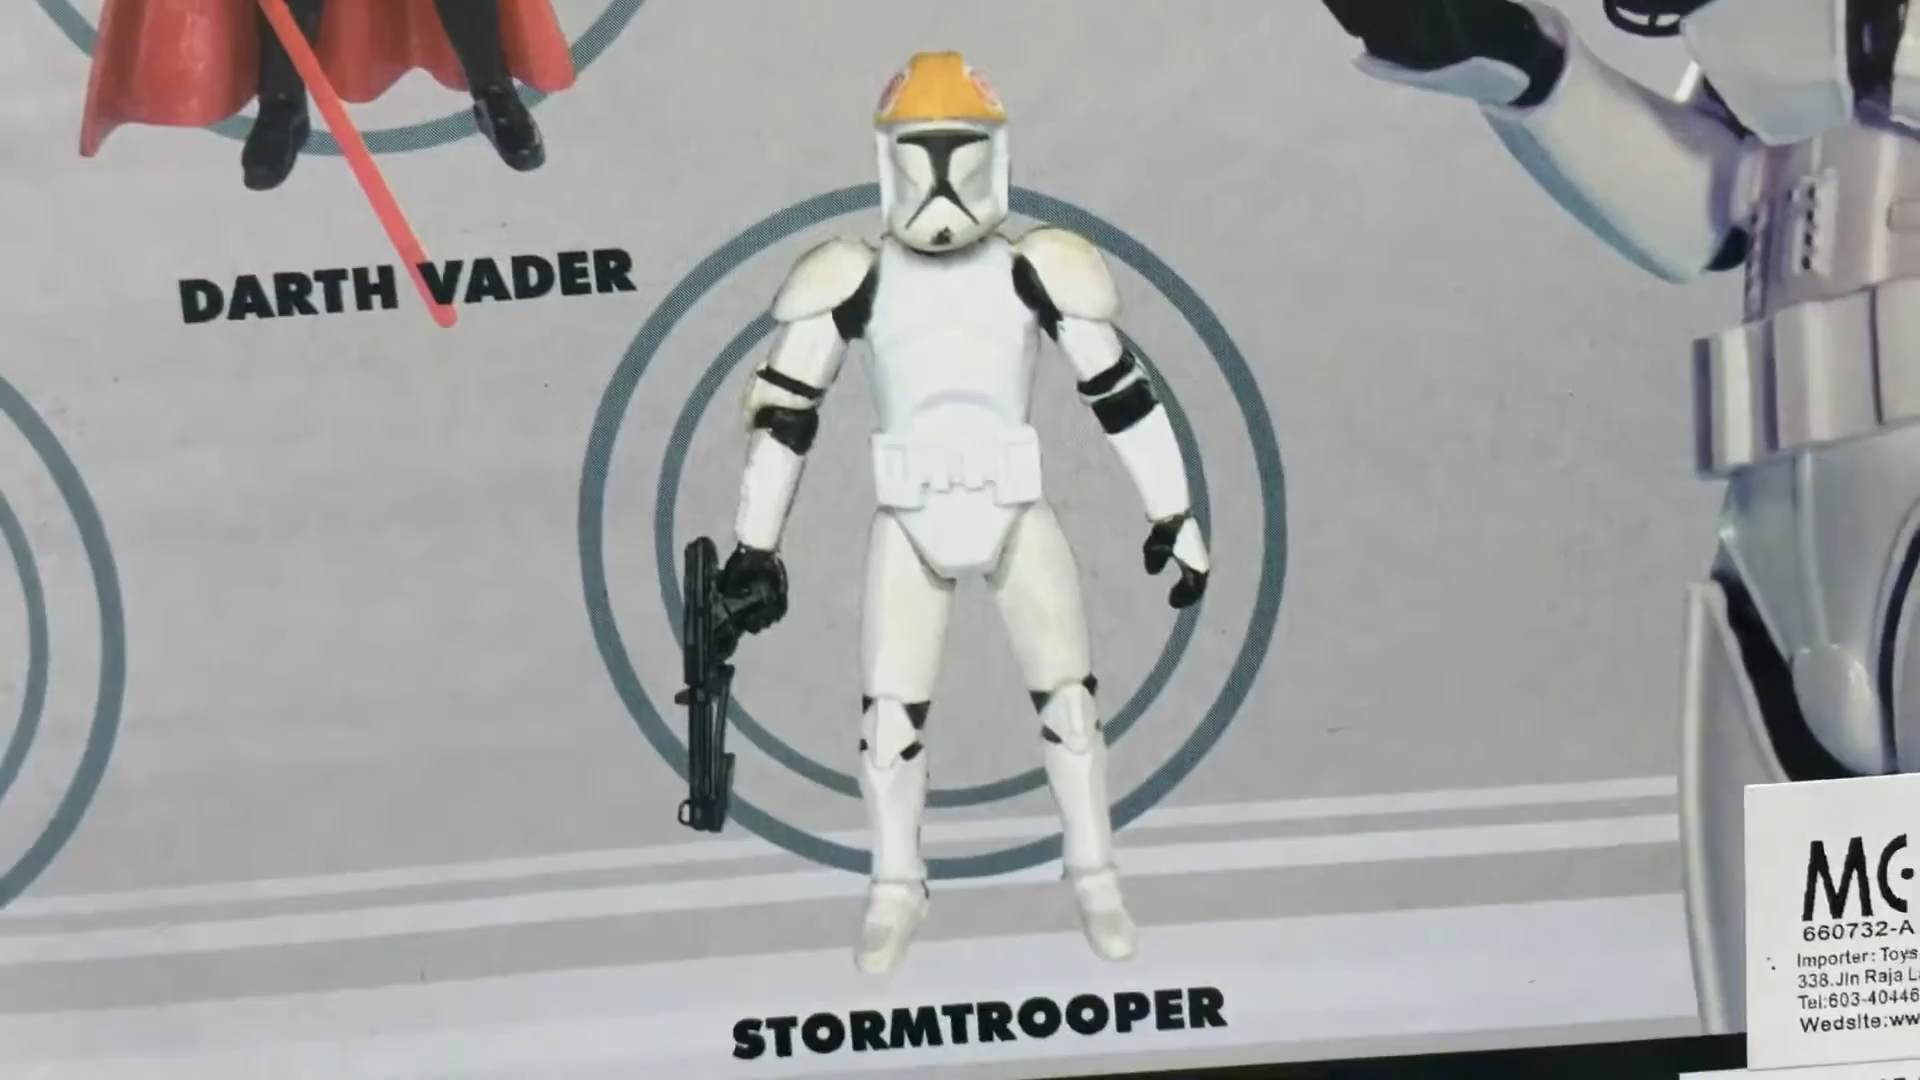 DARTH VADER
STORMTROOPER
MC
660732-A
Importer: Toys
338.Jln Raja L
Tel:603-40446
Wedsite:ww